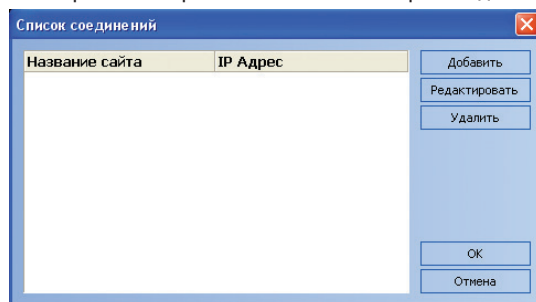 Список соединений
Название сайта IP Адрес
Добавить
Редактировать
Удалить
OK
Отмена